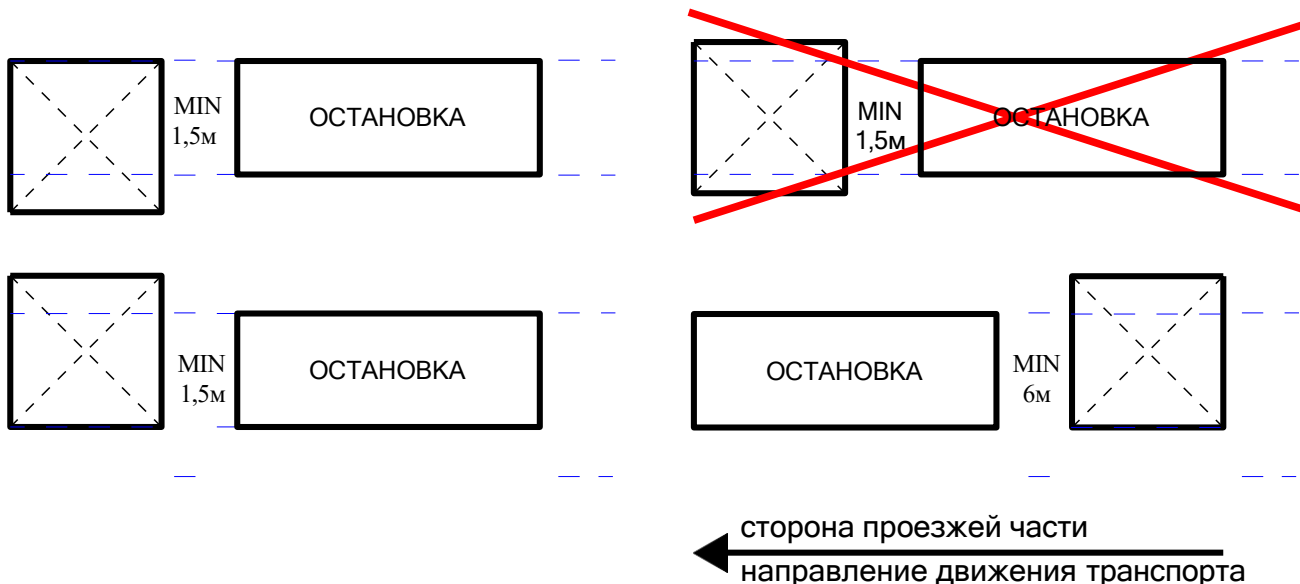 MIN
1,5м
ОСТАНОВКА
MIN
1,5м
ОСТАНОВКА
MIN
1,5м
ОСТАНОВКА
ОСТАНОВКА
MIN
6м
сторона проезжей части
направление движения транспорта